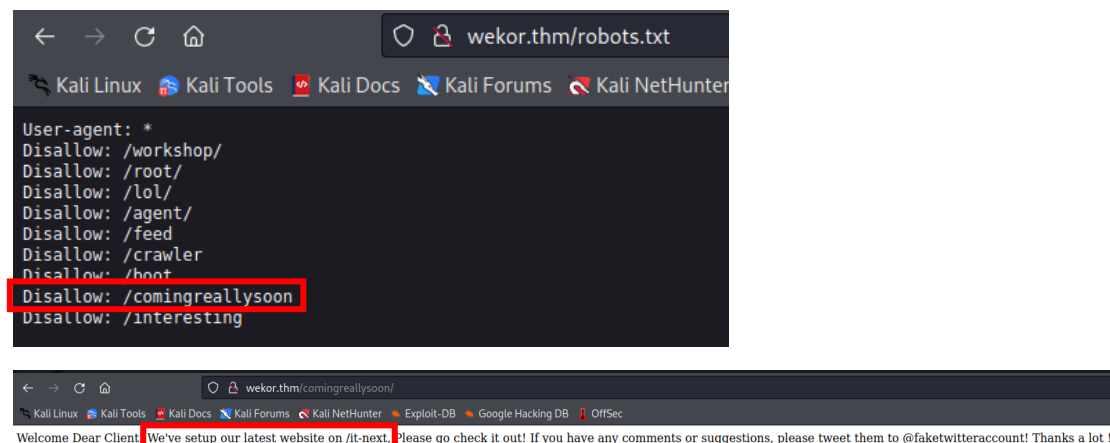 wekor.thm/robots.txt
Kali Linux Kali Tools Kali Docs Kali Forums Kali NetHunter
User-agent: *
Disallow: /workshop/
Disallow: /root/
Disallow: /lol/
Disallow: /agent/
Disallow: /feed
Disallow: /crawler
Disallow: /boot
Disallow: /comingreallysoon
Disallow: /interesting
wekor.thm/comingreallysoon/
Kali Linux Kali Tools Kali Docs Kali Forums Kali NetHunter Exploit-DB Google Hacking DB OffSec
Welcome Dear Client We've setup our latest website on /it-next, Please go check it out! If you have any comments or suggestions, please tweet them to @faketwitteraccount! Thanks a lot !